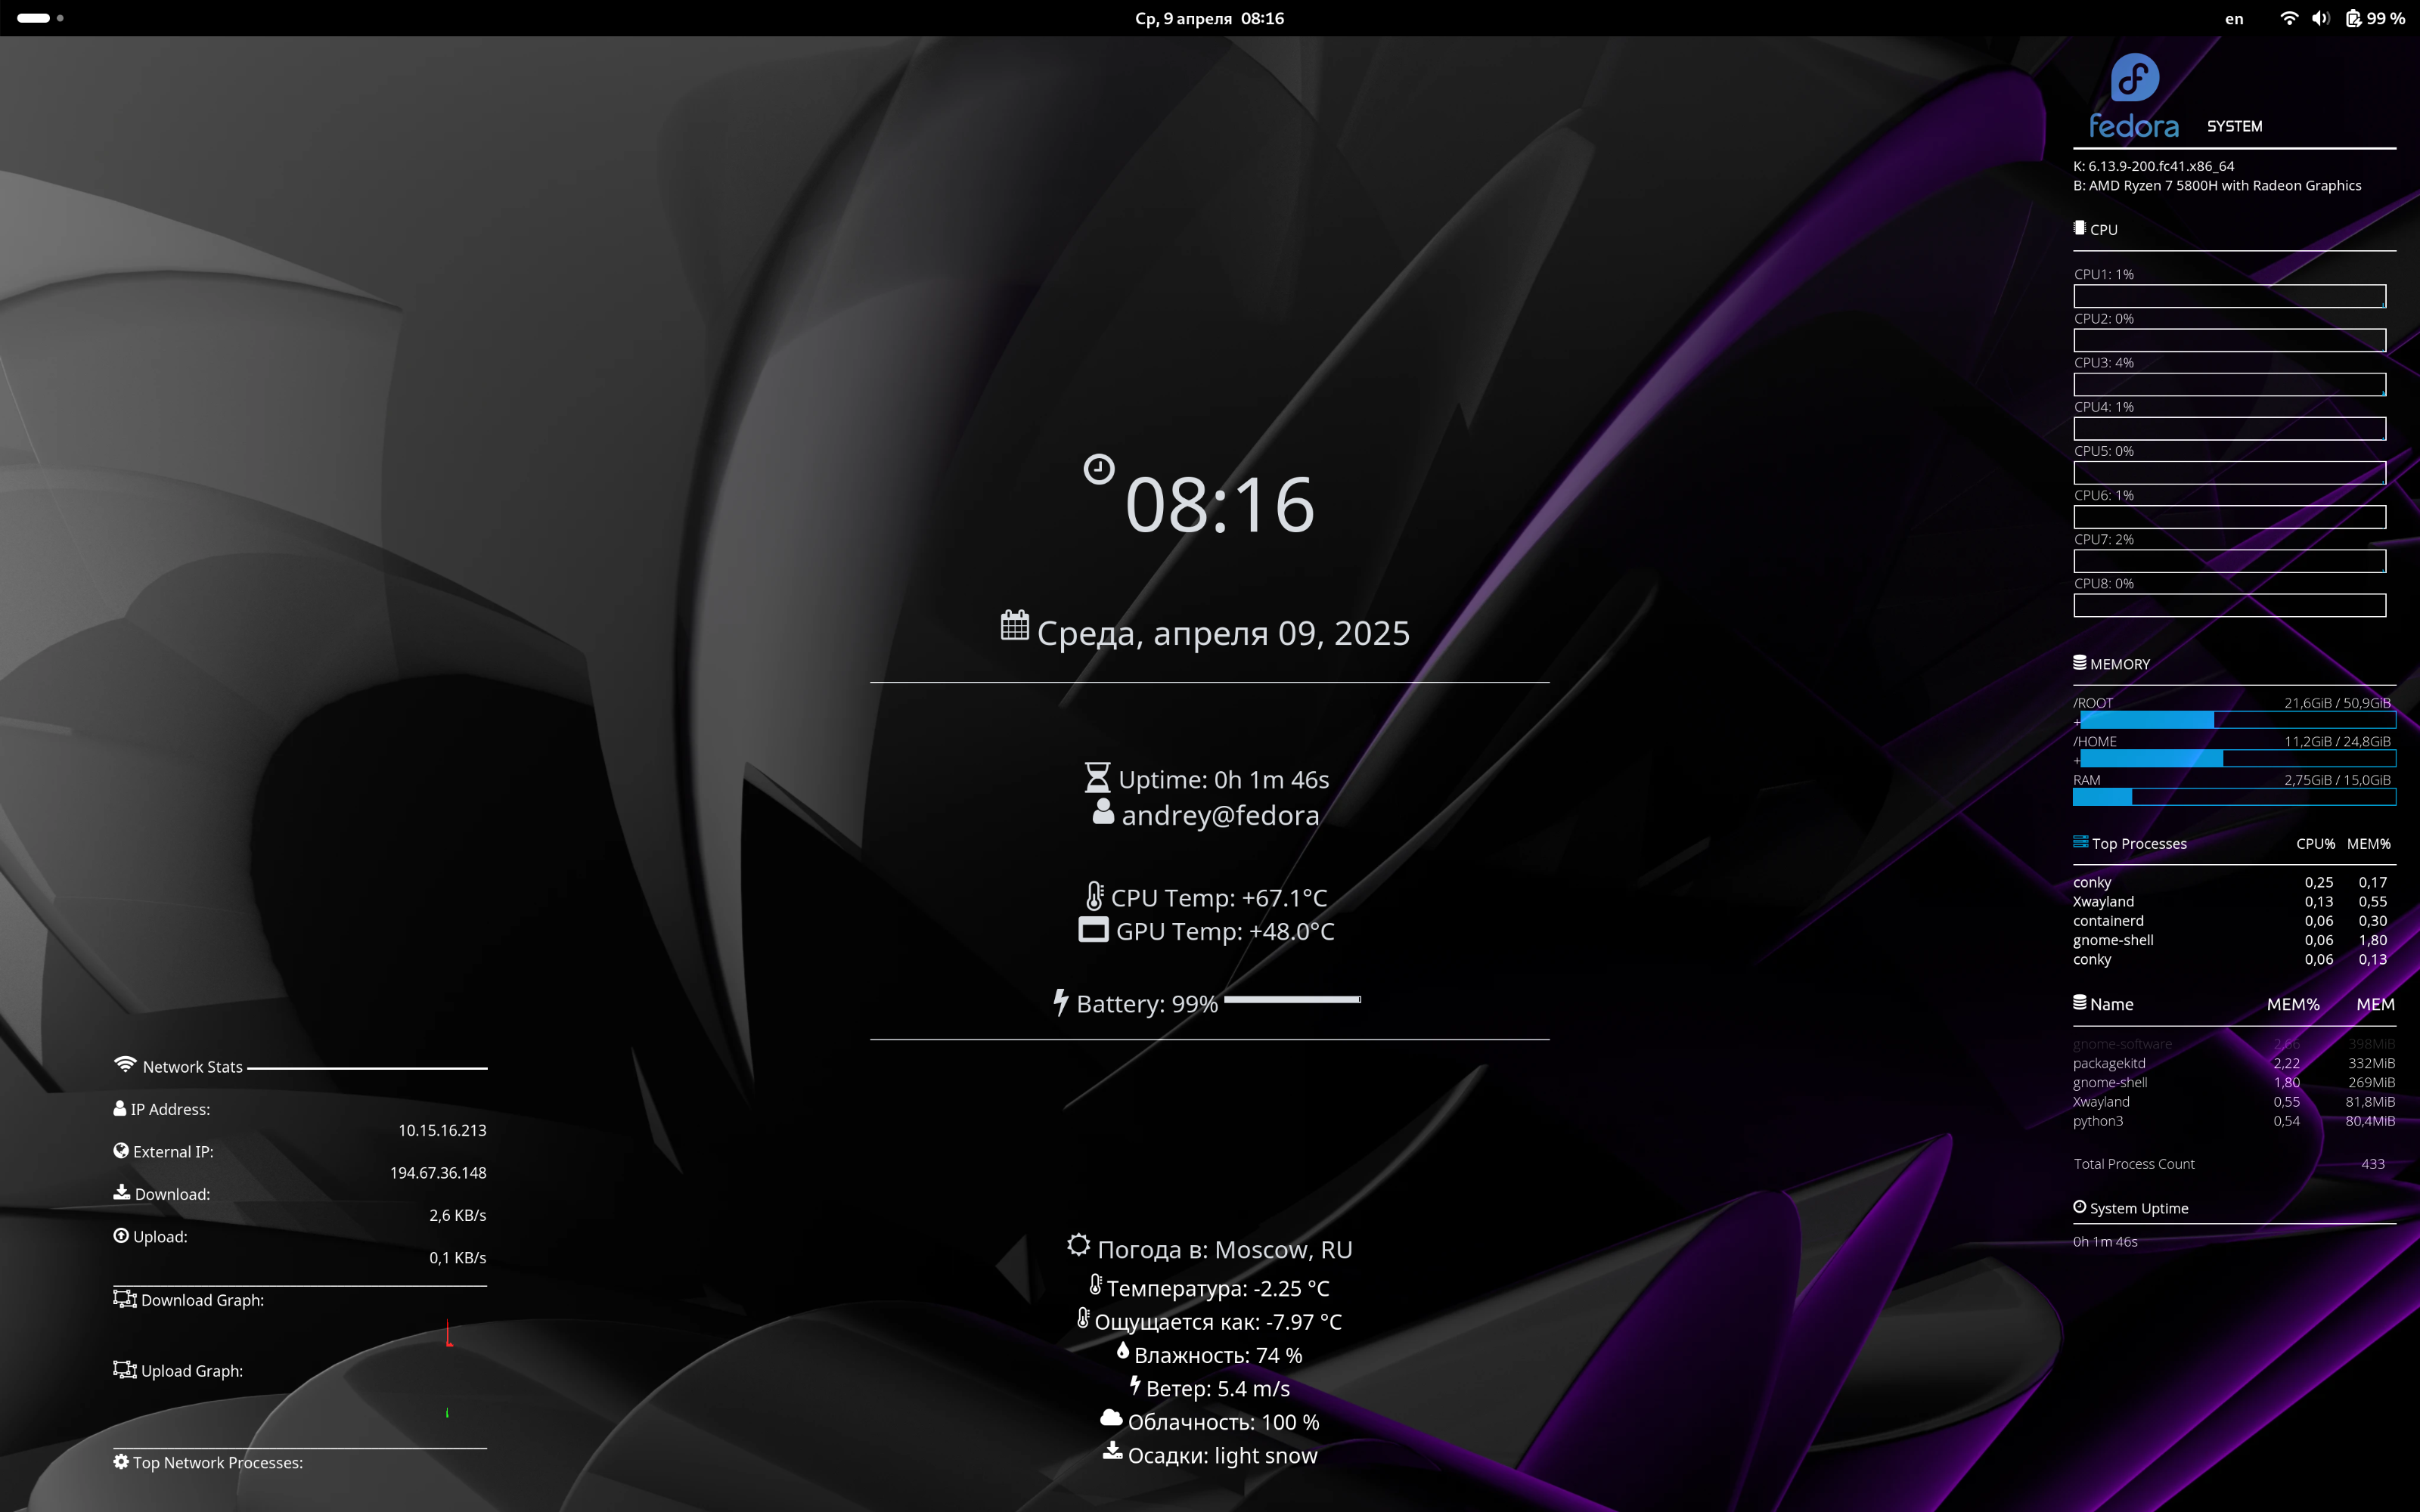 Ср, 9 апреля 08:16
en 99 %
fedora SYSTEM
K: 6.13.9-200.fc41.x86_64
B: AMD Ryzen 7 5800H with Radeon Graphics
CPU
CPU1: 1%
CPU2: 0%
CPU3: 4%
CPU4: 1%
CPU5: 0%
CPU6: 1%
CPU7: 2%
CPU8: 0%
MEMORY
/ROOT 21,6GiB / 50,9GiB
+
/HOME 11,2GiB / 24,8GiB
+
RAM 2,75GiB / 15,0GiB
Top Processes CPU% MEM%
conky 0,25 0,17
Xwayland 0,13 0,55
containerd 0,06 0,30
gnome-shell 0,06 1,80
conky 0,06 0,13
Name MEM% MEM
gnome-software 2,66 398MiB
packagekitd 2,22 332MiB
gnome-shell 1,80 269MiB
Xwayland 0,55 81,8MiB
python3 0,54 80,4MiB
Total Process Count 433
System Uptime
0h 1m 46s
08:16
Среда, апреля 09, 2025
Uptime: 0h 1m 46s
andrey@fedora
CPU Temp: +67.1°C
GPU Temp: +48.0°C
Battery: 99%
Погода в: Moscow, RU
Температура: -2.25 °C
Ощущается как: -7.97 °C
Влажность: 74 %
Ветер: 5.4 m/s
Облачность: 100 %
Осадки: light snow
Network Stats
IP Address:
10.15.16.213
External IP:
194.67.36.148
Download:
2,6 KB/s
Upload:
0,1 KB/s
Download Graph:
Upload Graph:
Top Network Processes: